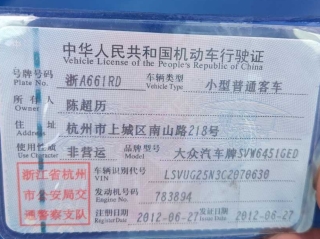 中华人民共和国机动车行驶证
Vehicle License of the People's Republic of China
号牌号码 浙A661RD 车辆类型 小型普通客车
Plate No. Vehicle Type
所有人 陈超历
Owner
住址 杭州市上城区南山路218号
Address
使用性质 非营运 品牌型号 大众汽车牌SVW6451GED
Use Character Model
浙江省杭州 车辆识别代号 LSVUG25N3C2070630
VIN
市公安局交 发动机号码 783894
Engine No.
通警察支队 注册日期 2012-06-27 发证日期 2012-06-27
Register Date Issue Date